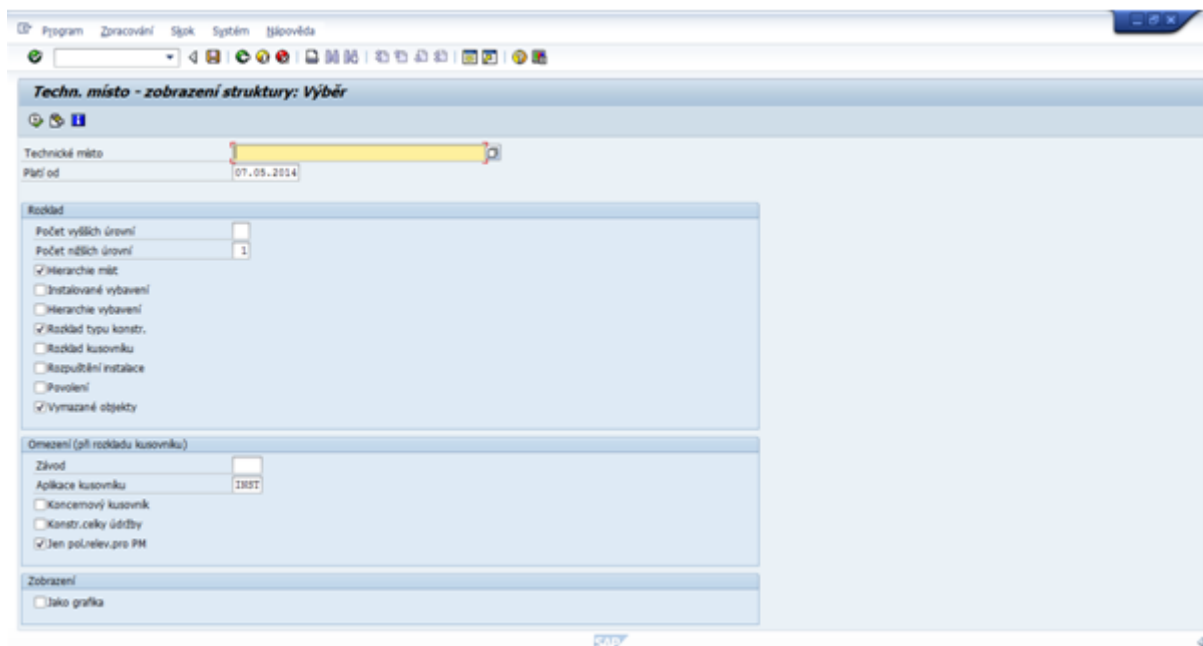 Program Zpracování Skok Systém Nápověda
Techn. místo - zobrazení struktury: Výběr
Technické místo
Platí od 07.05.2014
Rozklad
Počet vyšších úrovní
Počet nižších úrovní 1
Hierarchie míst
Instalované vybavení
Hierarchie vybavení
Rozklad typu konstr.
Rozklad kusovníku
Rozpuštění instalace
Povolení
Vymazané objekty
Omezení (při rozkladu kusovníku)
Závod
Aplikace kusovníku INST
Koncernový kusovník
Konstr.celky údržby
Jen pol.relev.pro PM
Zobrazení
Jako grafika
SAP